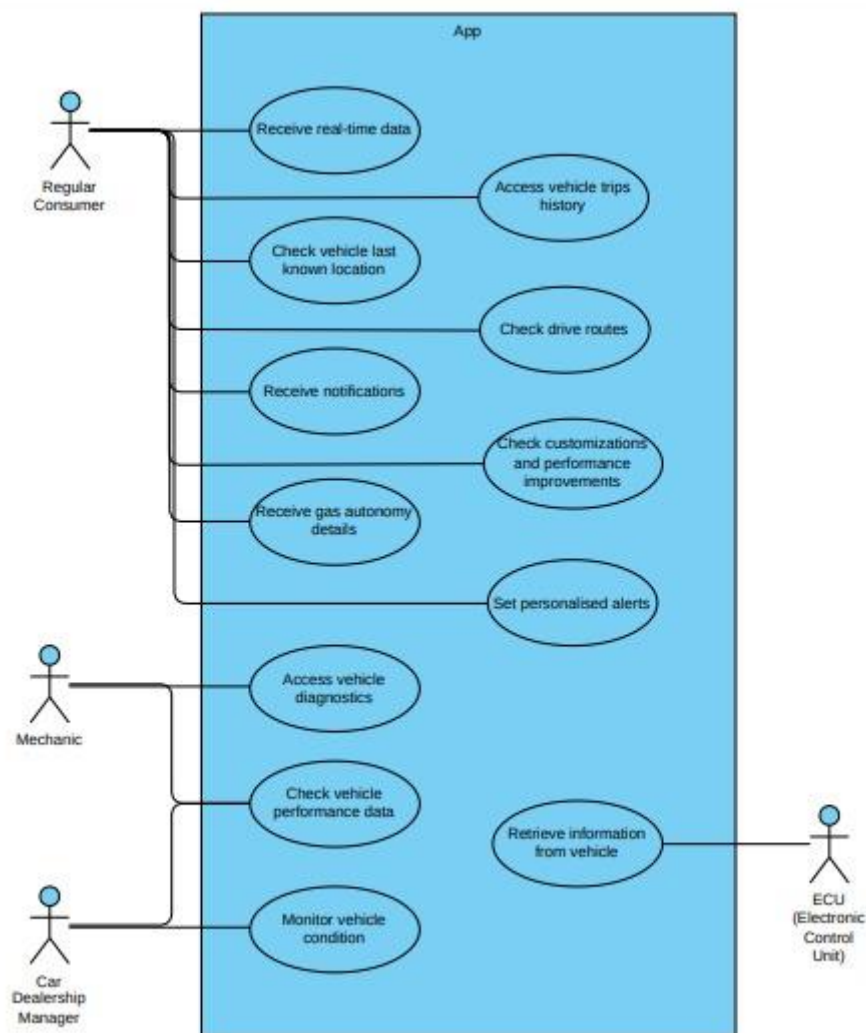 App
Receive real-time data
Regular
Consumer
Access vehicle trips
history
Check vehicle last
known location
Check drive routes
Receive notifications
Check customizations
and performance
improvements
Receive gas autonomy
details
Set personalised alerts
Access vehicle
diagnostics
Mechanic
Check vehicle
performance data
Retrieve information
from vehicle
ECU
(Electronic
Control
Unit)
Monitor vehicle
condition
Car
Dealership
Manager